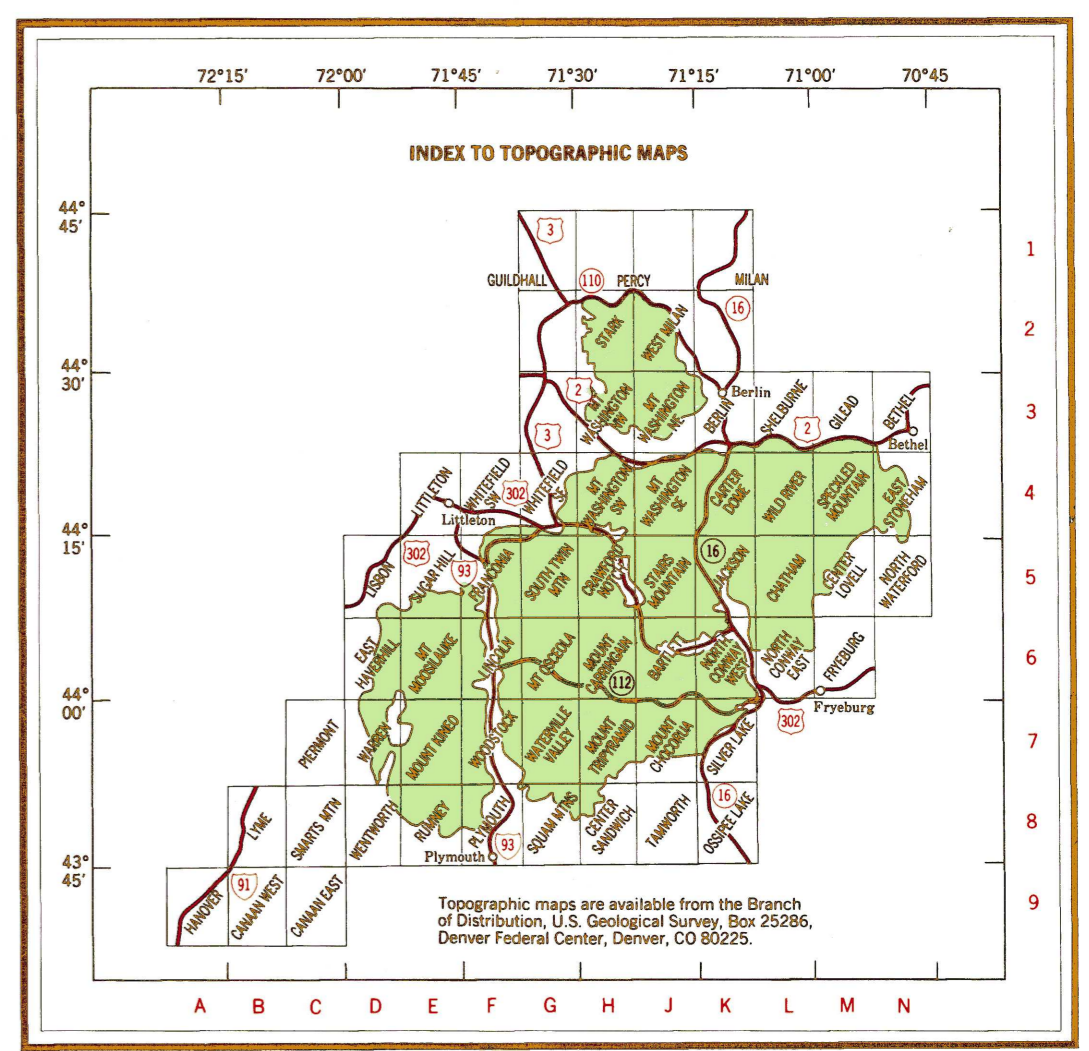 72°15'
72°00'
71°45'
71°30'
71°15'
71°00'
70°45'
INDEX TO TOPOGRAPHIC MAPS
44°
45'
3
1
GUILDHALL
110
PERCY
MILAN
16
2
STARK
WEST MILAN
44°
30'
2
MT
WASHINGTON
NW
MT
WASHINGTON
NE
Berlin
BERLIN
SHELBURNE
2
GILEAD
BETHEL
Bethel
3
3
LITTLETON
WHITEFIELD
SW
302
WHITEFIELD
SE
MT
WASHINGTON
SW
MT
WASHINGTON
SE
CARTER
DOME
WILD RIVER
SPECKLED
MOUNTAIN
EAST
STONEHAM
4
Littleton
44°
15'
LISBON
302
SUGAR HILL
93
FRANCONIA
SOUTH TWIN
MTN
CRAWFORD
NOTCH
STAIRS
MOUNTAIN
16
JACKSON
CHATHAM
CENTER
LOVELL
NORTH
WATERFORD
5
EAST
HAVERHILL
MT
MOOSILAUKE
LINCOLN
MT OSCEOLA
MOUNT
CARRIGAIN
112
BARTLETT
NORTH
CONWAY
WEST
NORTH
CONWAY
EAST
FRYEBURG
Fryeburg
6
44°
00'
PIERMONT
WARREN
MOUNT KINEO
WOODSTOCK
WATERVILLE
VALLEY
MOUNT
TRIPYRAMID
MOUNT
CHOCORUA
SILVER LAKE
302
7
LYME
SMARTS MTN
WENTWORTH
RUMNEY
PLYMOUTH
SQUAM MTNS
CENTER
SANDWICH
TAMWORTH
16
OSSIPEE LAKE
8
Plymouth
93
43°
45'
HANOVER
91
CANAAN WEST
CANAAN EAST
9
Topographic maps are available from the Branch
of Distribution, U.S. Geological Survey, Box 25286,
Denver Federal Center, Denver, CO 80225.
A B C D E F G H J K L M N